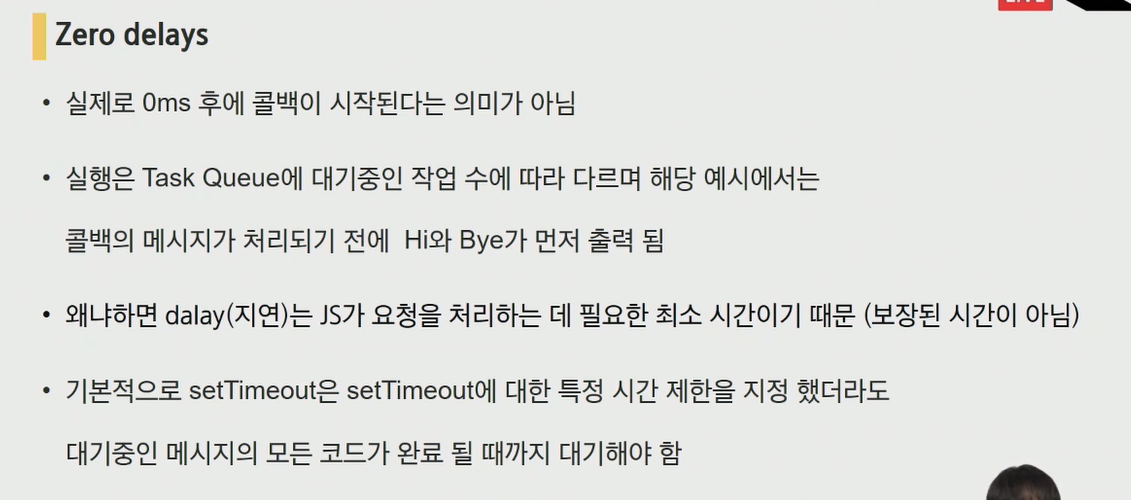 Zero delays
• 실제로 0ms 후에 콜백이 시작된다는 의미가 아님
• 실행은 Task Queue에 대기중인 작업 수에 따라 다르며 해당 예시에서는
콜백의 메시지가 처리되기 전에 Hi와 Bye가 먼저 출력 됨
• 왜냐하면 dalay(지연)는 JS가 요청을 처리하는 데 필요한 최소 시간이기 때문 (보장된 시간이 아님)
• 기본적으로 setTimeout은 setTimeout에 대한 특정 시간 제한을 지정 했더라도
대기중인 메시지의 모든 코드가 완료 될 때까지 대기해야 함